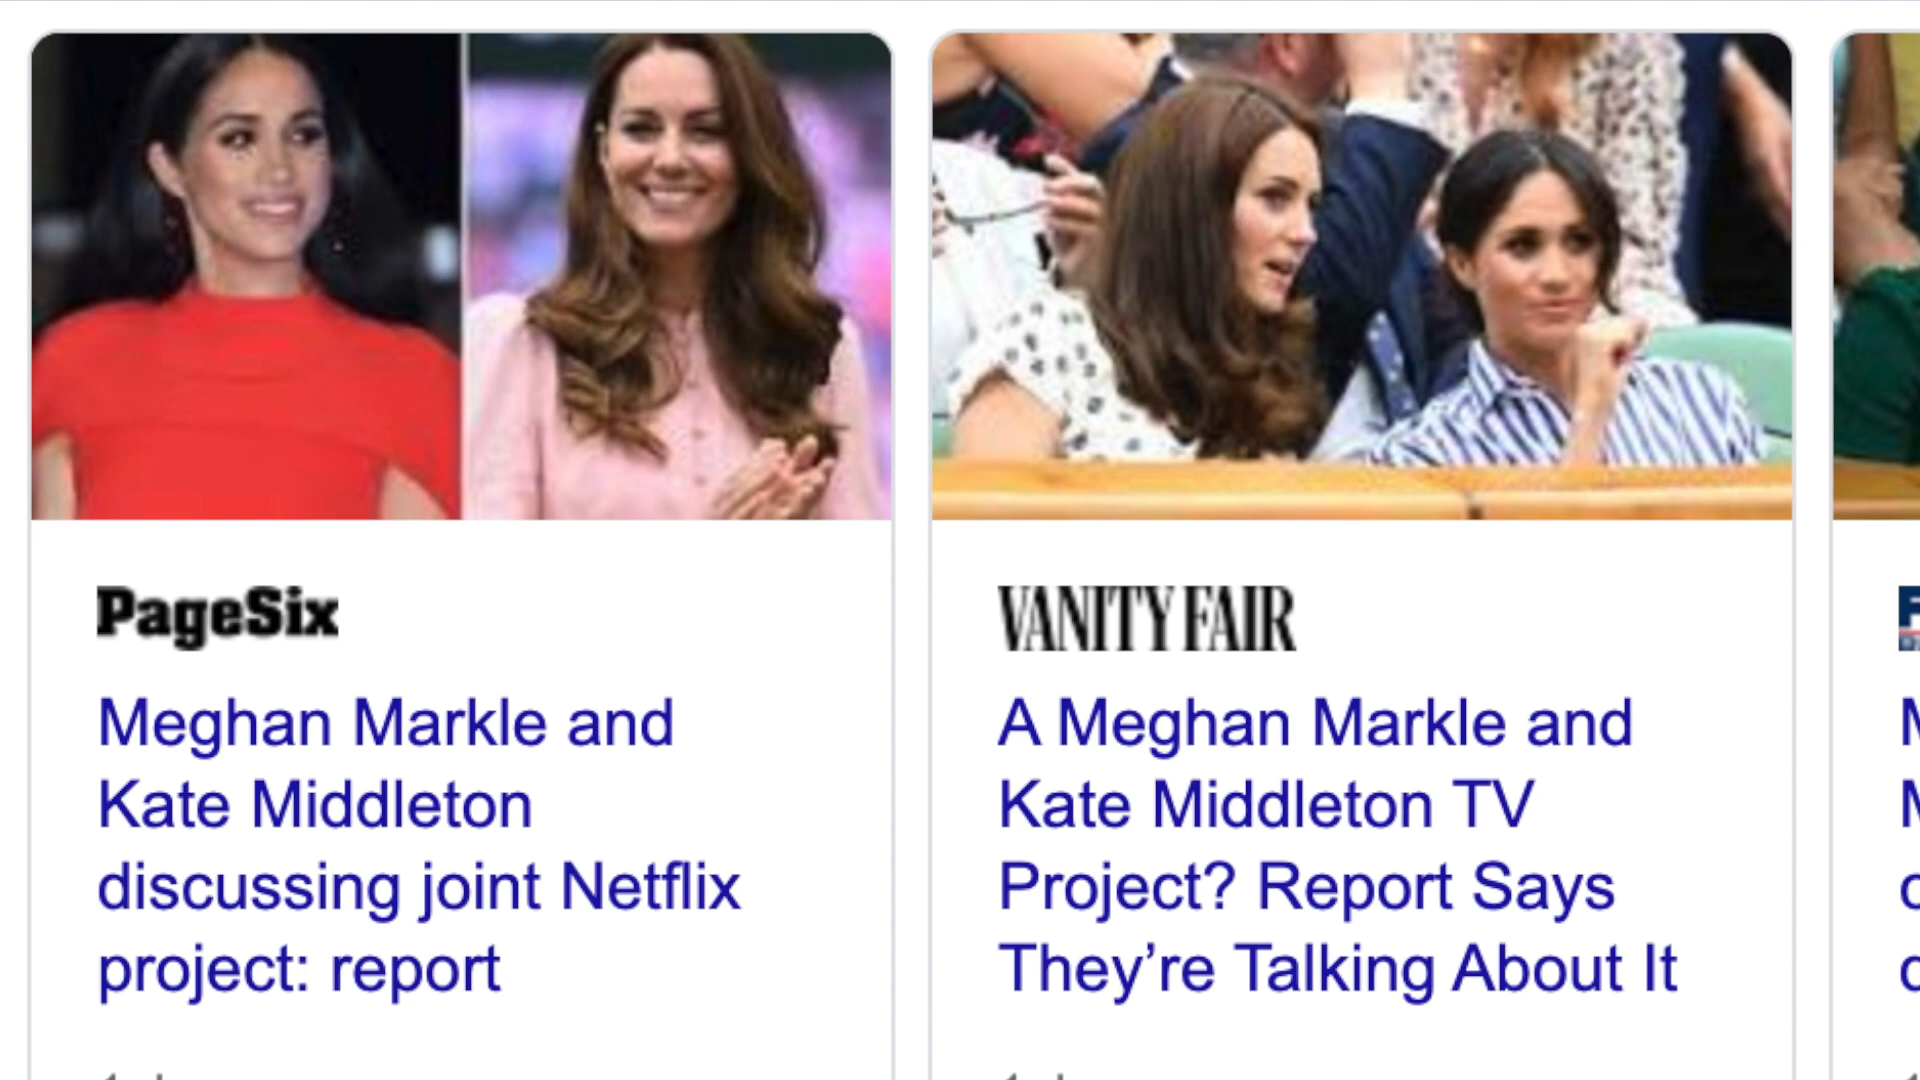 PageSix
Meghan Markle and
Kate Middleton
discussing joint Netflix
project: report
VANITY FAIR
A Meghan Markle and
Kate Middleton TV
Project? Report Says
They’re Talking About It